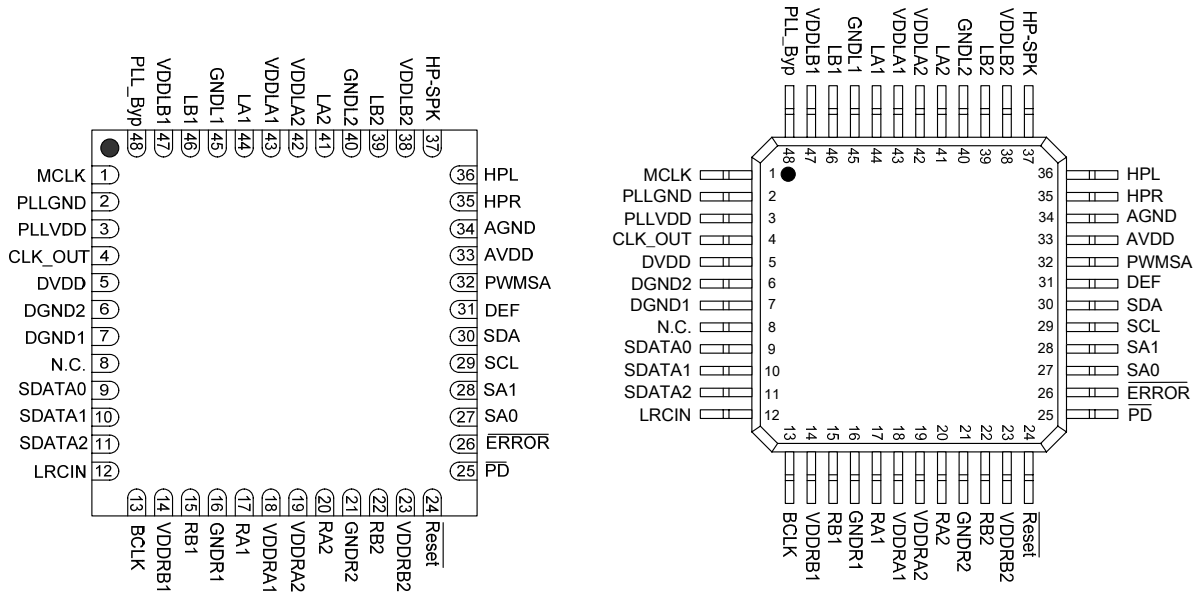 PLL_Byp
VDDLB1
LB1
GNDL1
LA1
VDDLA1
VDDLA2
LA2
GNDL2
LB2
VDDLB2
HP-SPK
48
47
46
45
44
43
42
41
40
39
38
37
MCLK 1
PLLGND 2
PLLVDD 3
CLK_OUT 4
DVDD 5
DGND2 6
DGND1 7
N.C. 8
SDATA0 9
SDATA1 10
SDATA2 11
LRCIN 12
36 HPL
35 HPR
34 AGND
33 AVDD
32 PWMSA
31 DEF
30 SDA
29 SCL
28 SA1
27 SA0
26 ERROR
25 PD
13
14
15
16
17
18
19
20
21
22
23
24
BCLK
VDDRB1
RB1
GNDR1
RA1
VDDRA1
VDDRA2
RA2
GNDR2
RB2
VDDRB2
Reset
PLL_Byp
VDDLB1
LB1
GNDL1
LA1
VDDLA1
VDDLA2
LA2
GNDL2
LB2
VDDLB2
HP-SPK
48
47
46
45
44
43
42
41
40
39
38
37
MCLK 1
PLLGND 2
PLLVDD 3
CLK_OUT 4
DVDD 5
DGND2 6
DGND1 7
N.C. 8
SDATA0 9
SDATA1 10
SDATA2 11
LRCIN 12
36 HPL
35 HPR
34 AGND
33 AVDD
32 PWMSA
31 DEF
30 SDA
29 SCL
28 SA1
27 SA0
26 ERROR
25 PD
13
14
15
16
17
18
19
20
21
22
23
24
BCLK
VDDRB1
RB1
GNDR1
RA1
VDDRA1
VDDRA2
RA2
GNDR2
RB2
VDDRB2
Reset